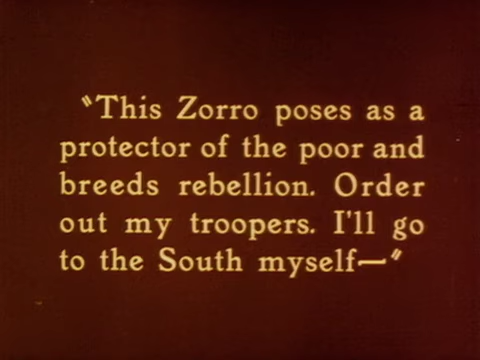 "This Zorro poses as a
protector of the poor and
breeds rebellion. Order
out my troopers. I'll go
to the South myself—"